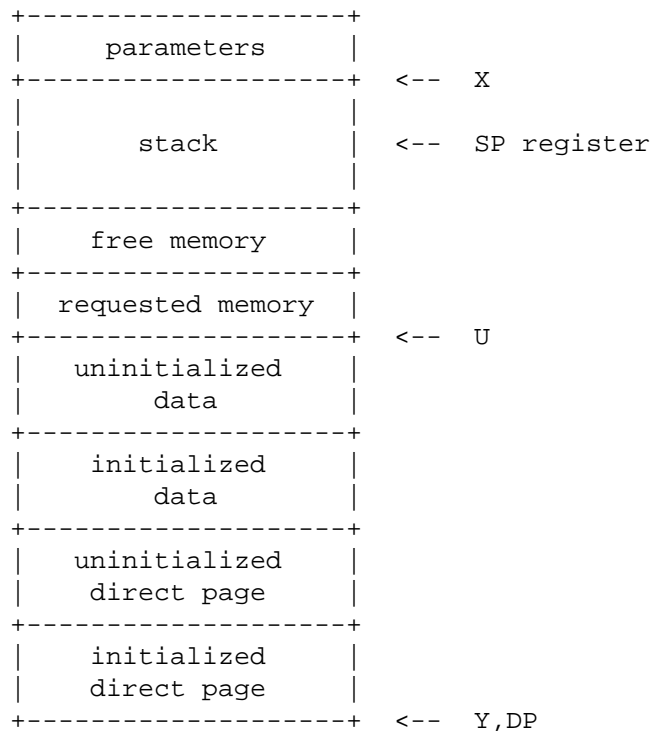 +--------------------+
|     parameters     |
+--------------------+  <--  X
|                    |
|       stack        |  <--  SP register
|                    |
+--------------------+
|    free memory     |
+--------------------+
|  requested memory  |
+--------------------+  <--  U
|   uninitialized    |
|        data        |
+--------------------+
|    initialized     |
|        data        |
+--------------------+
|   uninitialized    |
|    direct page     |
+--------------------+
|    initialized     |
|    direct page     |
+--------------------+  <--  Y,DP